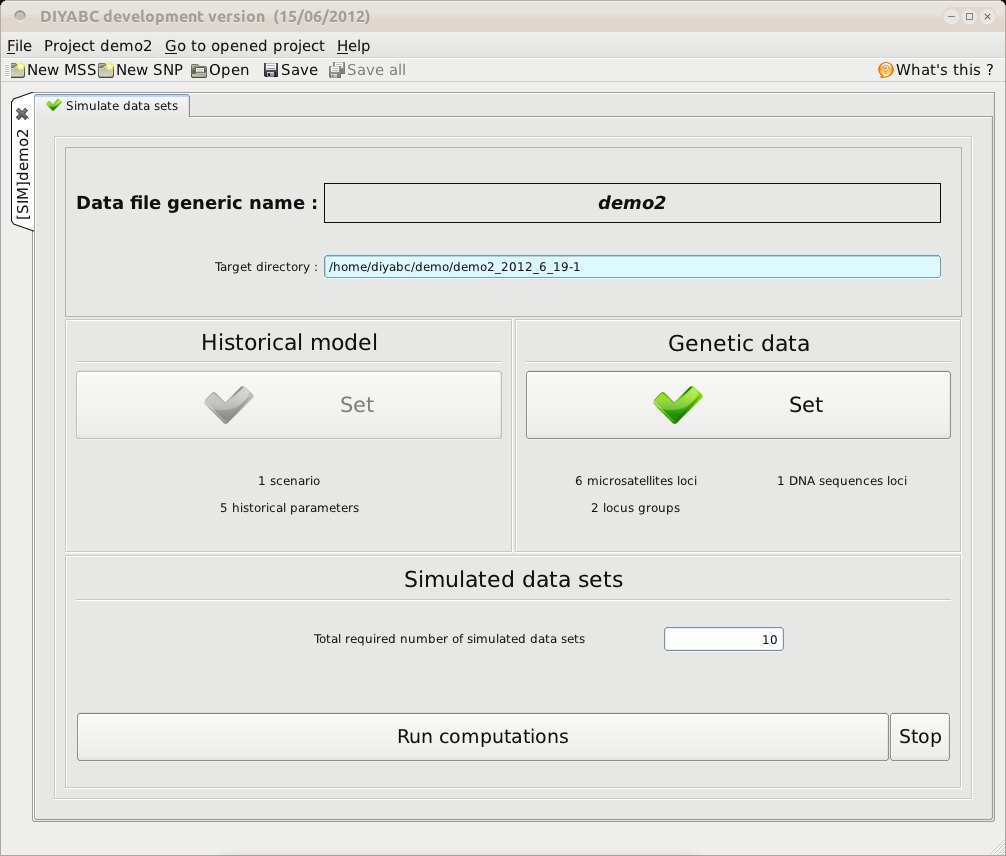 DIYABC development version (15/06/2012)
File Project demo2 Go to opened project Help
New MSS New SNP Open Save Save all What's this ?
[SIM]demo2
Simulate data sets
Data file generic name : demo2
Target directory : /home/diyabc/demo/demo2_2012_6_19-1
Historical model Genetic data
Set Set
1 scenario 6 microsatellites loci 1 DNA sequences loci
5 historical parameters 2 locus groups
Simulated data sets
Total required number of simulated data sets 10
Run computations Stop